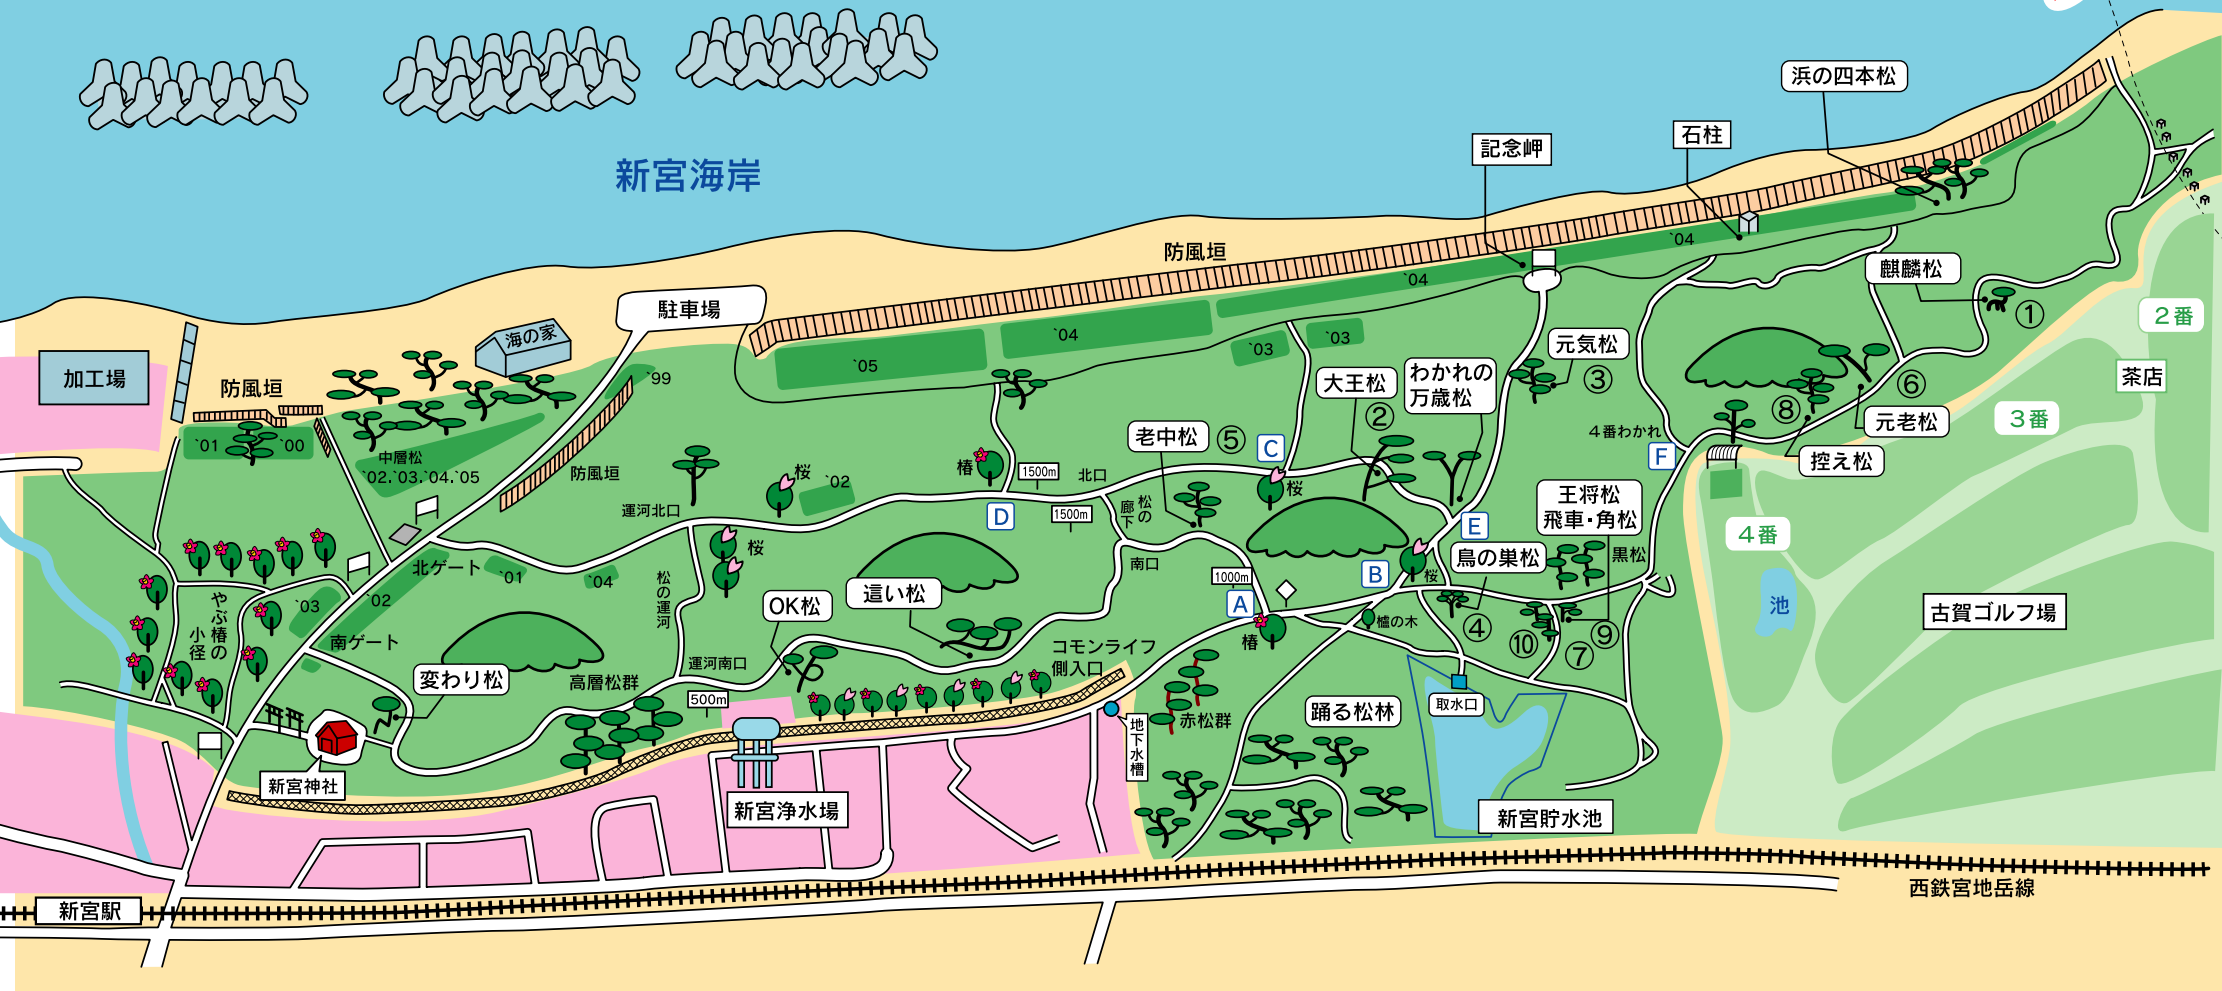 新宮海岸
浜の四本松
石柱
記念岬
防風垣
`04
`04
麒麟松
①
2番
茶店
3番
4番
池
古賀ゴルフ場
駐車場
海の家
加工場
防風垣
`01
`00
中層松
`02.`03.`04.`05
`99
防風垣
`05
`04
`03
`03
元気松
③
大王松
②
わかれの
万歳松
⑥
⑧
元老松
控え松
4番わかれ
F
老中松
⑤
C
桜
椿
1500m
北口
松の
廊下
1500m
D
桜
`02
運河北口
桜
王将松
飛車・角松
黒松
E
鳥の巣松
B
桜
1000m
A
椿
櫨の木
④
⑩
⑦
⑨
南口
北ゲート
`01
`04
`02
`03
やぶ椿の
小径
南ゲート
松の運河
OK松
這い松
コモンライフ
側入口
運河南口
高層松群
変わり松
500m
赤松群
地下水槽
踊る松林
取水口
新宮神社
新宮浄水場
新宮貯水池
新宮駅
西鉄宮地岳線